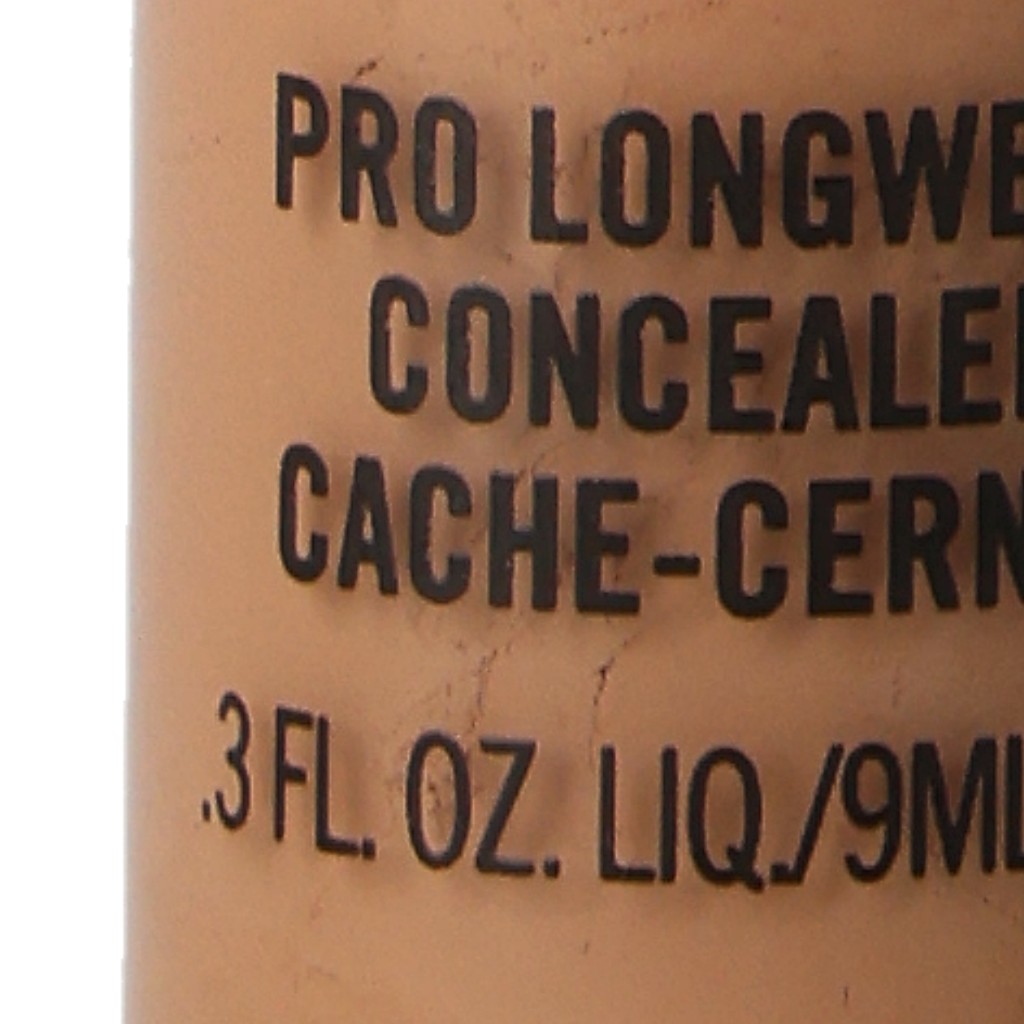 PRO LONGWE
CONCEALE
CACHE-CERN
.3 FL. OZ. LIQ./9ML